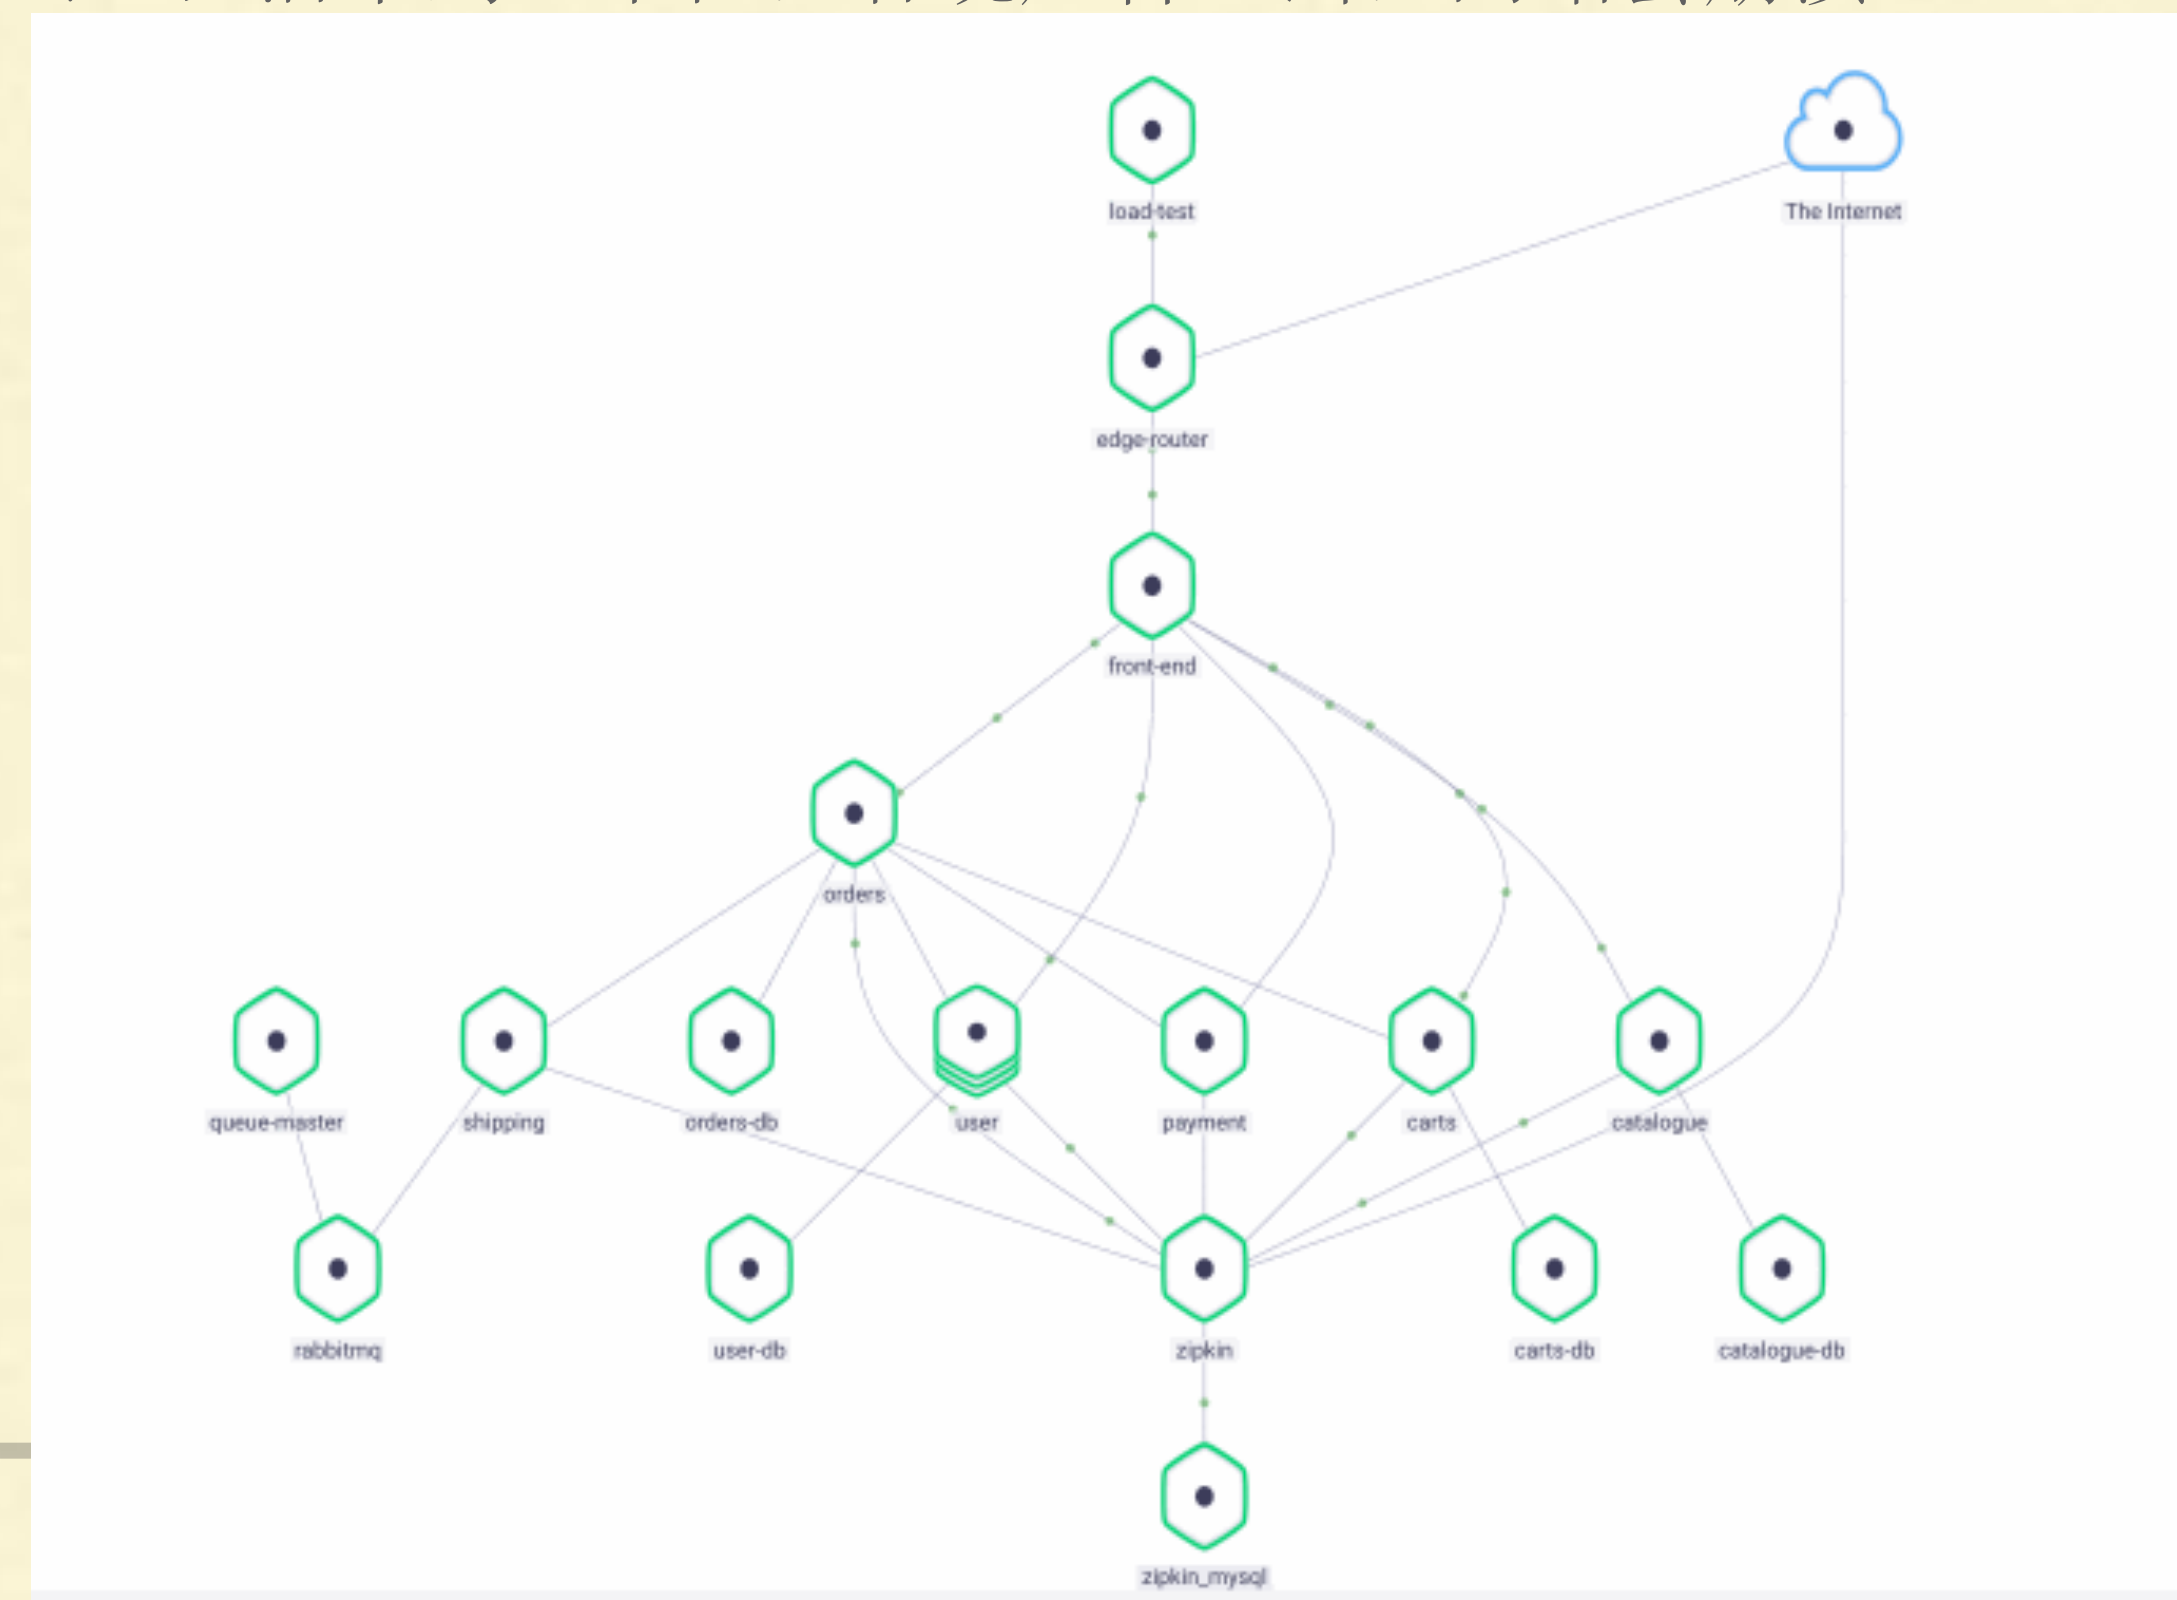 load-test
The Internet
edge-router
front-end
orders
queue-master
shipping
orders-db
user
payment
carts
catalogue
rabbitmq
user-db
zipkin
carts-db
catalogue-db
zipkin_mysql